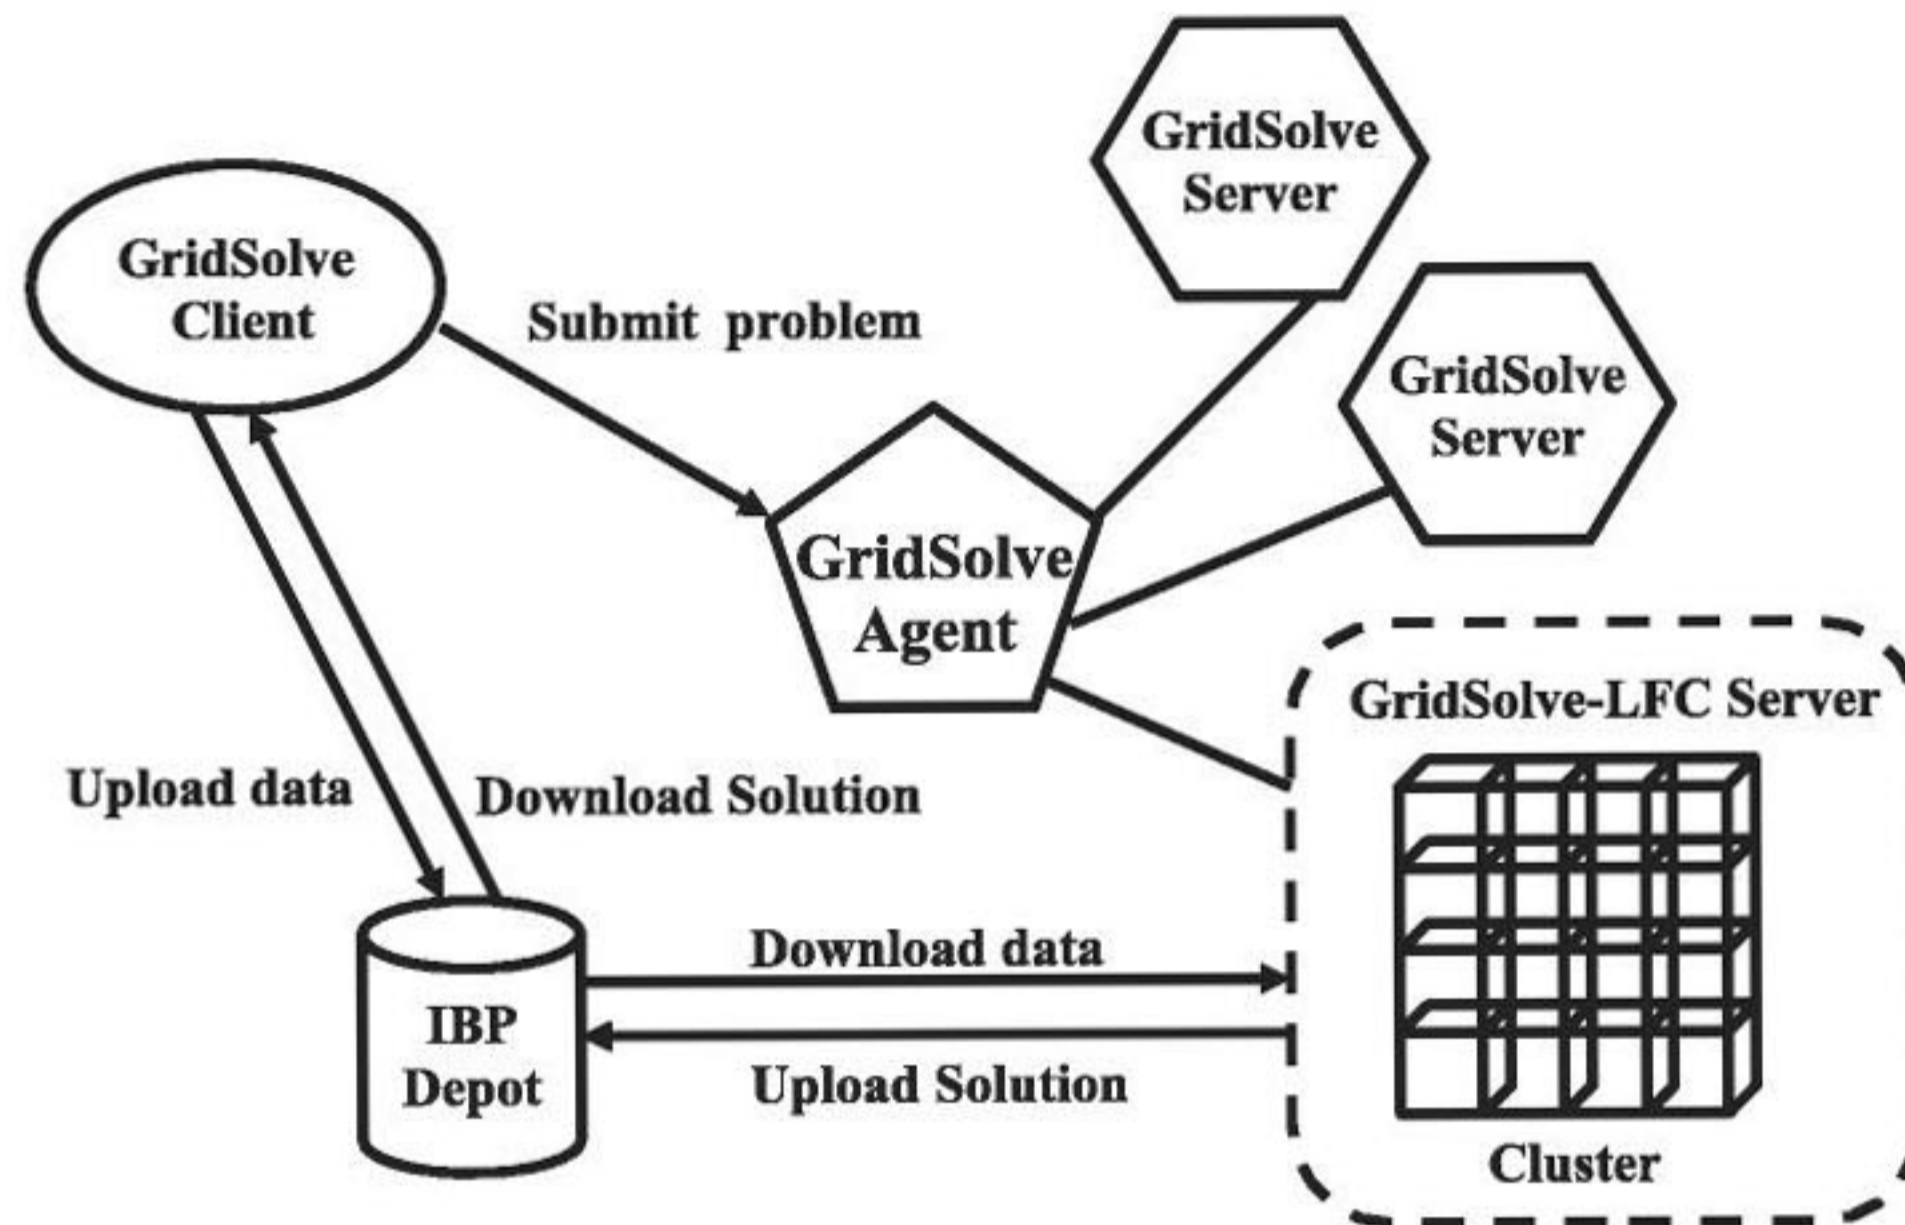 GridSolve
Server
GridSolve
Client
Submit problem
GridSolve
Server
GridSolve
Agent
GridSolve-LFC Server
Upload data
Download Solution
Download data
IBP
Depot
Upload Solution
Cluster